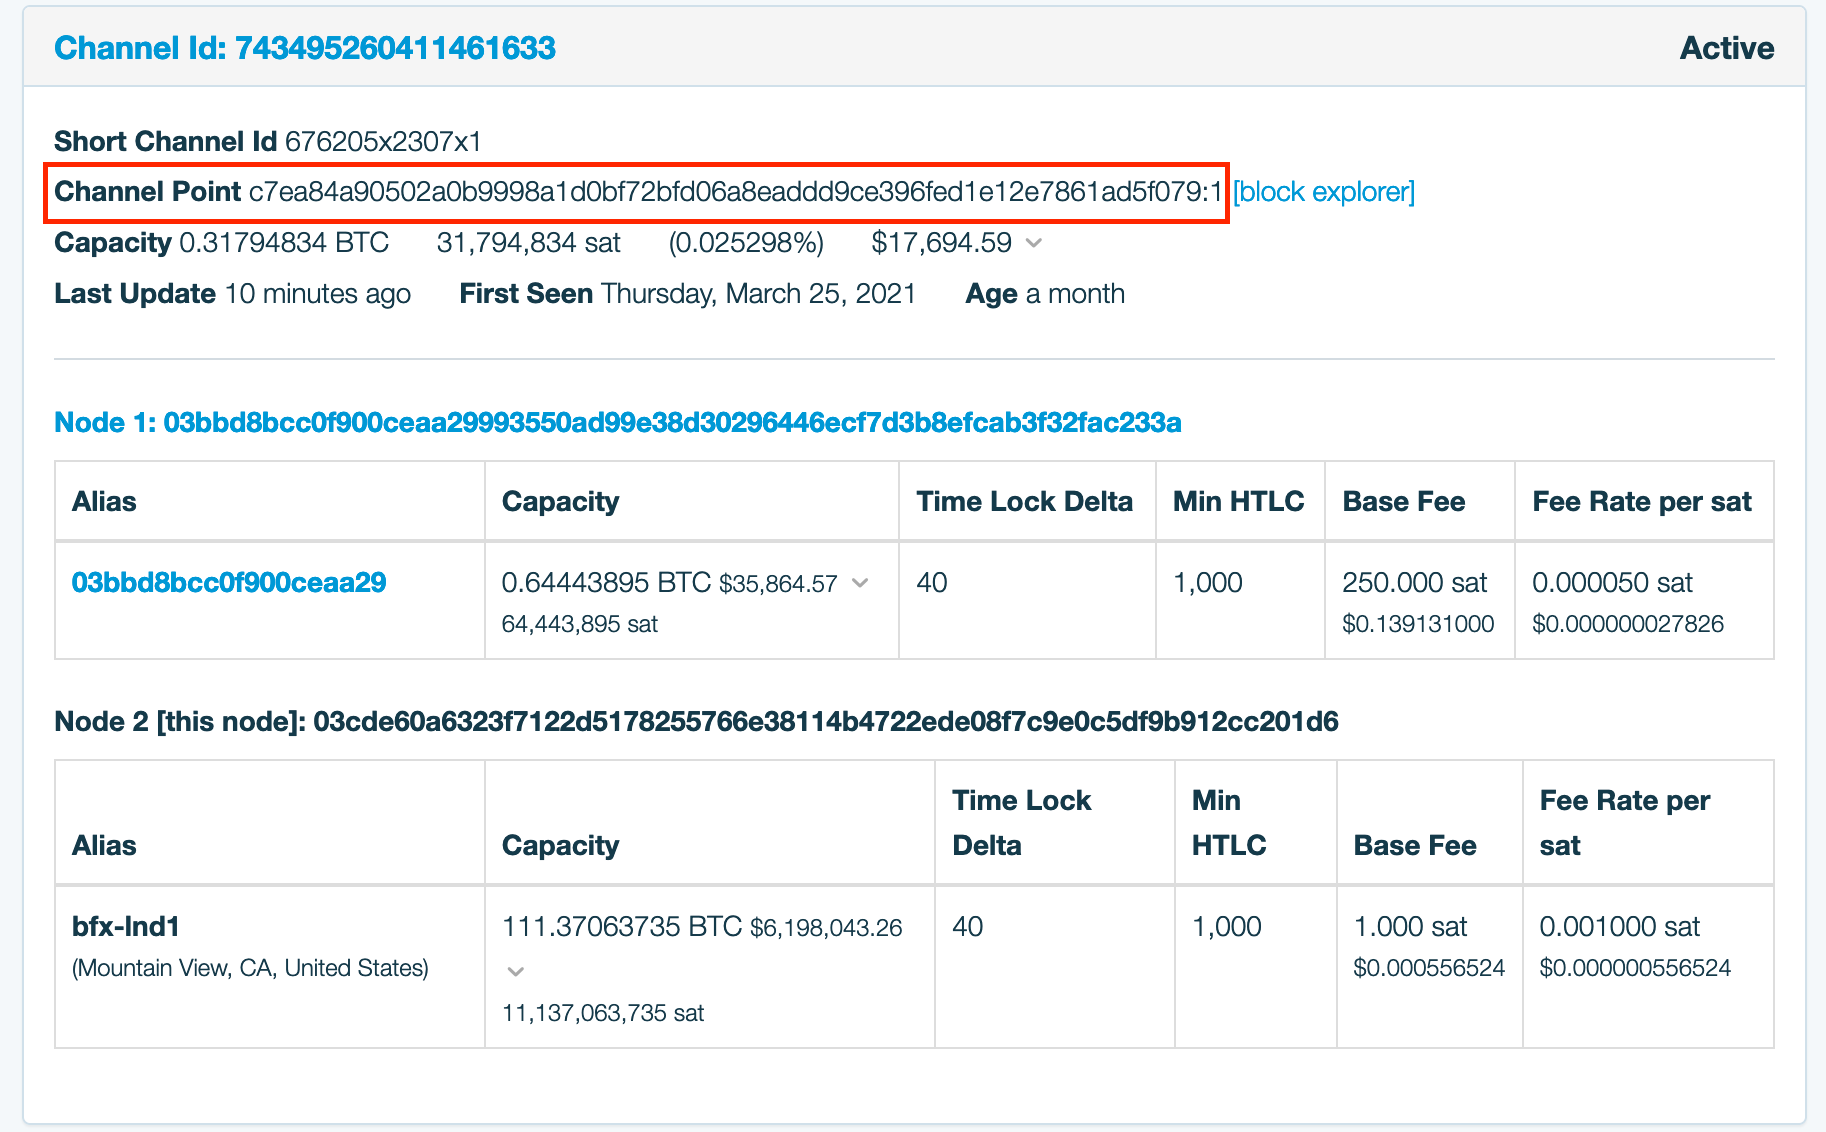 Channel Id: 743495260411461633
Active
Short Channel Id 676205x2307x1
Channel Point c7ea84a90502a0b9998a1d0bf72bfd06a8eaddd9ce396fed1e12e7861ad5f079:1 [block explorer]
Capacity 0.31794834 BTC 31,794,834 sat (0.025298%) $17,694.59
Last Update 10 minutes ago First Seen Thursday, March 25, 2021 Age a month
Node 1: 03bbd8bcc0f900ceaa29993550ad99e38d30296446ecf7d3b8efcab3f32fac233a
Alias Capacity Time Lock Delta Min HTLC Base Fee Fee Rate per sat
03bbd8bcc0f900ceaa29 0.64443895 BTC $35,864.57 40 1,000 250.000 sat 0.000050 sat
64,443,895 sat $0.139131000 $0.000000027826
Node 2 [this node]: 03cde60a6323f7122d5178255766e38114b4722ede08f7c9e0c5df9b912cc201d6
Time Lock Min Fee Rate per
Alias Capacity Delta HTLC Base Fee sat
bfx-lnd1 111.37063735 BTC $6,198,043.26 40 1,000 1.000 sat 0.001000 sat
(Mountain View, CA, United States) $0.000556524 $0.000000556524
11,137,063,735 sat